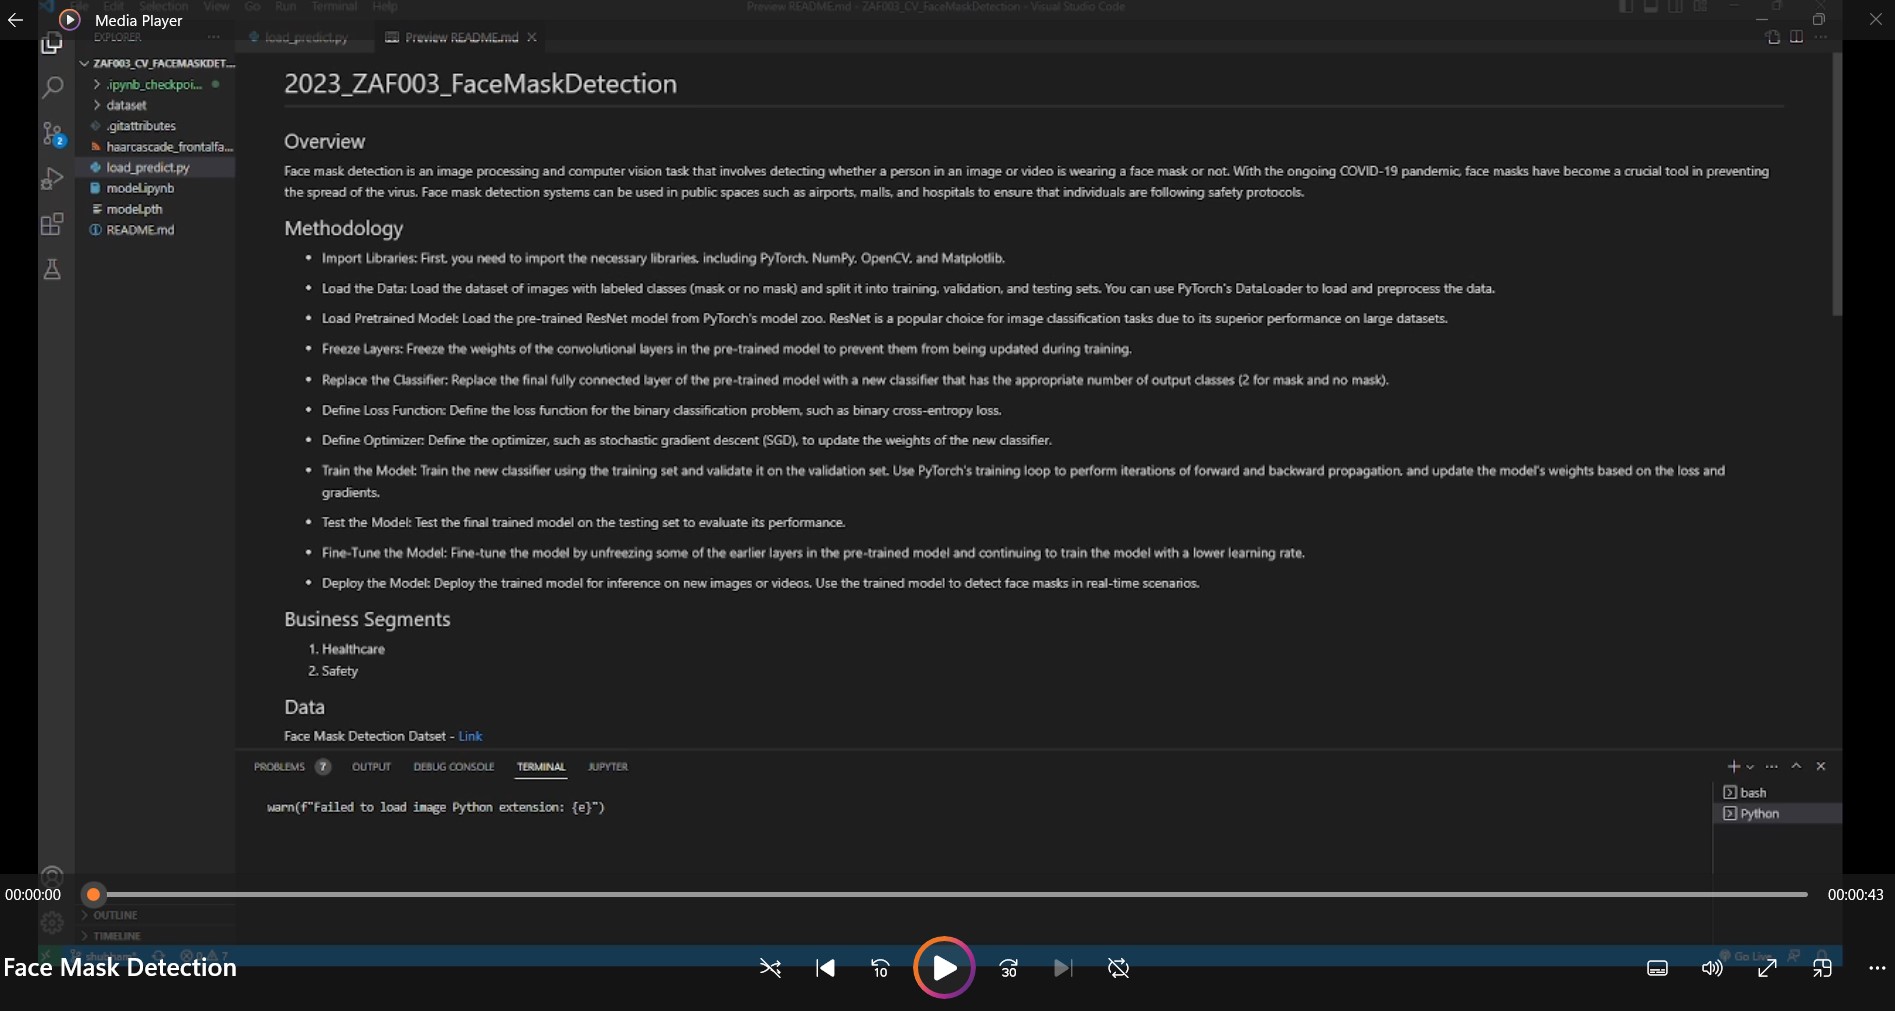 File Edit Selection View Go Run Terminal Help
Preview README.md - ZAF003_CV_FaceMaskDetection - Visual Studio Code
Media Player
EXPLORER
load_predict.py
Preview README.md
ZAF003_CV_FACEMASKDET...
.ipynb_checkpoi...
dataset
.gitattributes
haarcascade_frontalfa...
load_predict.py
model.ipynb
model.pth
README.md
2
2023_ZAF003_FaceMaskDetection
Overview
Face mask detection is an image processing and computer vision task that involves detecting whether a person in an image or video is wearing a face mask or not. With the ongoing COVID-19 pandemic, face masks have become a crucial tool in preventing
the spread of the virus. Face mask detection systems can be used in public spaces such as airports, malls, and hospitals to ensure that individuals are following safety protocols.
Methodology
• Import Libraries: First, you need to import the necessary libraries, including PyTorch, NumPy, OpenCV, and Matplotlib.
• Load the Data: Load the dataset of images with labeled classes (mask or no mask) and split it into training, validation, and testing sets. You can use PyTorch's DataLoader to load and preprocess the data.
• Load Pretrained Model: Load the pre-trained ResNet model from PyTorch's model zoo. ResNet is a popular choice for image classification tasks due to its superior performance on large datasets.
• Freeze Layers: Freeze the weights of the convolutional layers in the pre-trained model to prevent them from being updated during training.
• Replace the Classifier: Replace the final fully connected layer of the pre-trained model with a new classifier that has the appropriate number of output classes (2 for mask and no mask).
• Define Loss Function: Define the loss function for the binary classification problem, such as binary cross-entropy loss.
• Define Optimizer: Define the optimizer, such as stochastic gradient descent (SGD), to update the weights of the new classifier.
• Train the Model: Train the new classifier using the training set and validate it on the validation set. Use PyTorch's training loop to perform iterations of forward and backward propagation, and update the model's weights based on the loss and
gradients.
• Test the Model: Test the final trained model on the testing set to evaluate its performance.
• Fine-Tune the Model: Fine-tune the model by unfreezing some of the earlier layers in the pre-trained model and continuing to train the model with a lower learning rate.
• Deploy the Model: Deploy the trained model for inference on new images or videos. Use the trained model to detect face masks in real-time scenarios.
Business Segments
1. Healthcare
2. Safety
Data
Face Mask Detection Datset - Link
PROBLEMS 7 OUTPUT DEBUG CONSOLE TERMINAL JUPYTER
warn(f"Failed to load image Python extension: {e}")
bash
Python
00:00:00
00:00:43
OUTLINE
TIMELINE
Go Live
Face Mask Detection
10
30